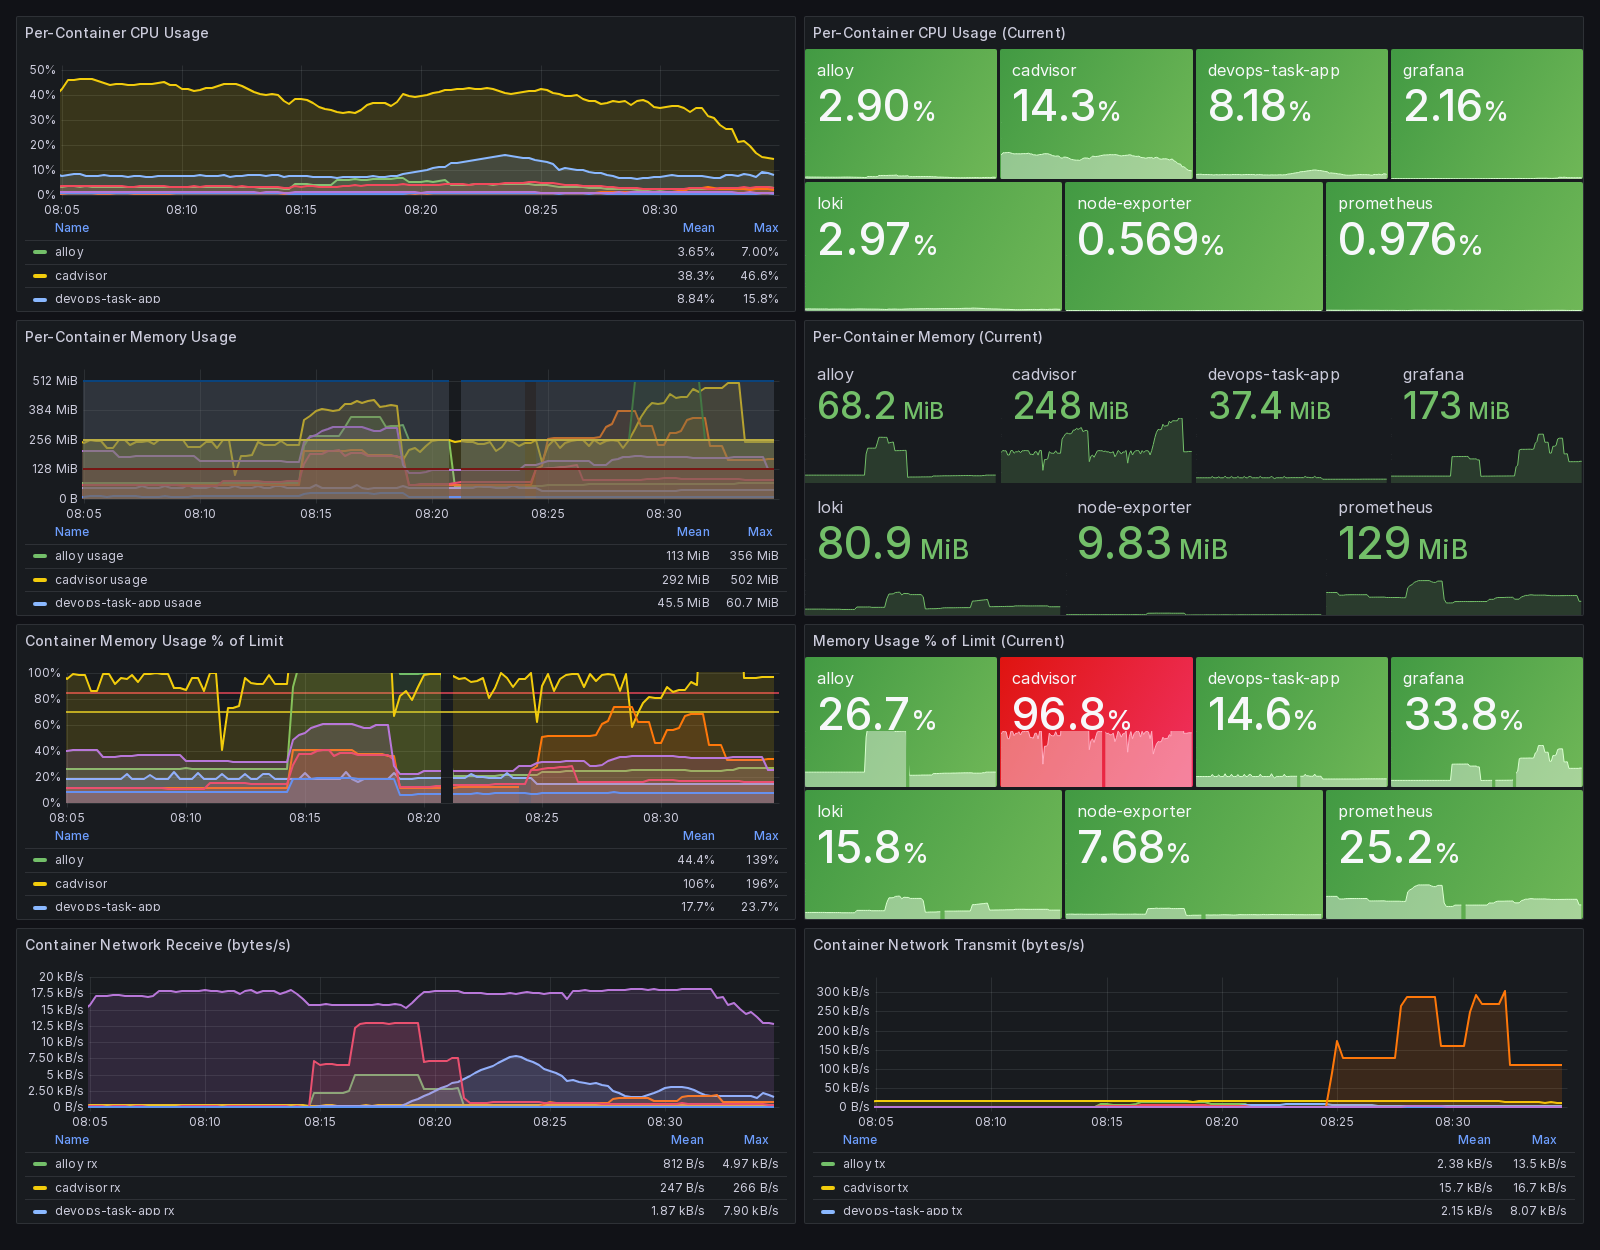 Per-Container CPU Usage
50%
40%
30%
20%
10%
0%
08:05 08:10 08:15 08:20 08:25 08:30
Name Mean Max
alloy 3.65% 7.00%
cadvisor 38.3% 46.6%
devops-task-app 8.84% 15.8%
Per-Container CPU Usage (Current)
alloy
2.90%
cadvisor
14.3%
devops-task-app
8.18%
grafana
2.16%
loki
2.97%
node-exporter
0.569%
prometheus
0.976%
Per-Container Memory Usage
512 MiB
384 MiB
256 MiB
128 MiB
0 B
08:05 08:10 08:15 08:20 08:25 08:30
Name Mean Max
alloy usage 113 MiB 356 MiB
cadvisor usage 292 MiB 502 MiB
devops-task-app usage 45.5 MiB 60.7 MiB
Per-Container Memory (Current)
alloy
68.2 MiB
cadvisor
248 MiB
devops-task-app
37.4 MiB
grafana
173 MiB
loki
80.9 MiB
node-exporter
9.83 MiB
prometheus
129 MiB
Container Memory Usage % of Limit
100%
80%
60%
40%
20%
0%
08:05 08:10 08:15 08:20 08:25 08:30
Name Mean Max
alloy 44.4% 139%
cadvisor 106% 196%
devops-task-app 17.7% 23.7%
Memory Usage % of Limit (Current)
alloy
26.7%
cadvisor
96.8%
devops-task-app
14.6%
grafana
33.8%
loki
15.8%
node-exporter
7.68%
prometheus
25.2%
Container Network Receive (bytes/s)
20 kB/s
17.5 kB/s
15 kB/s
12.5 kB/s
10 kB/s
7.50 kB/s
5 kB/s
2.50 kB/s
0 B/s
08:05 08:10 08:15 08:20 08:25 08:30
Name Mean Max
alloy rx 812 B/s 4.97 kB/s
cadvisor rx 247 B/s 266 B/s
devops-task-app rx 1.87 kB/s 7.90 kB/s
Container Network Transmit (bytes/s)
300 kB/s
250 kB/s
200 kB/s
150 kB/s
100 kB/s
50 kB/s
0 B/s
08:05 08:10 08:15 08:20 08:25 08:30
Name Mean Max
alloy tx 2.38 kB/s 13.5 kB/s
cadvisor tx 15.7 kB/s 16.7 kB/s
devops-task-app tx 2.15 kB/s 8.07 kB/s